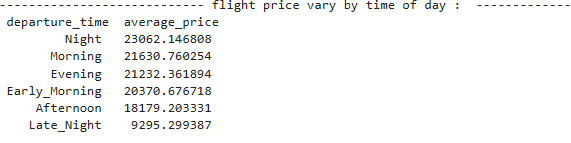 --------------------------- flight price vary by time of day :  -------------
departure_time  average_price
Night   23062.146808
Morning   21630.760254
Evening   21232.361894
Early_Morning   20370.676718
Afternoon   18179.203331
Late_Night    9295.299387